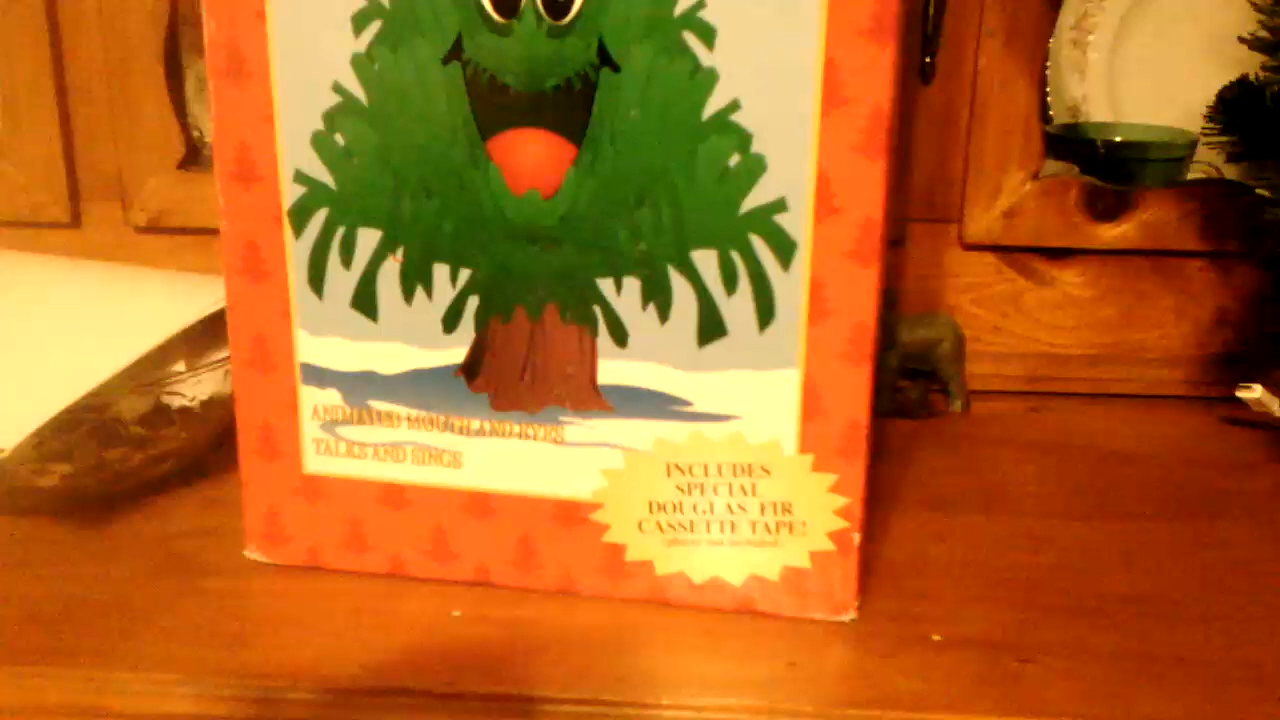 ANIMATED MOUTH AND EYES
TALKS AND SINGS
INCLUDES
SPECIAL
DOUGLAS FIR
CASSETTE TAPE!